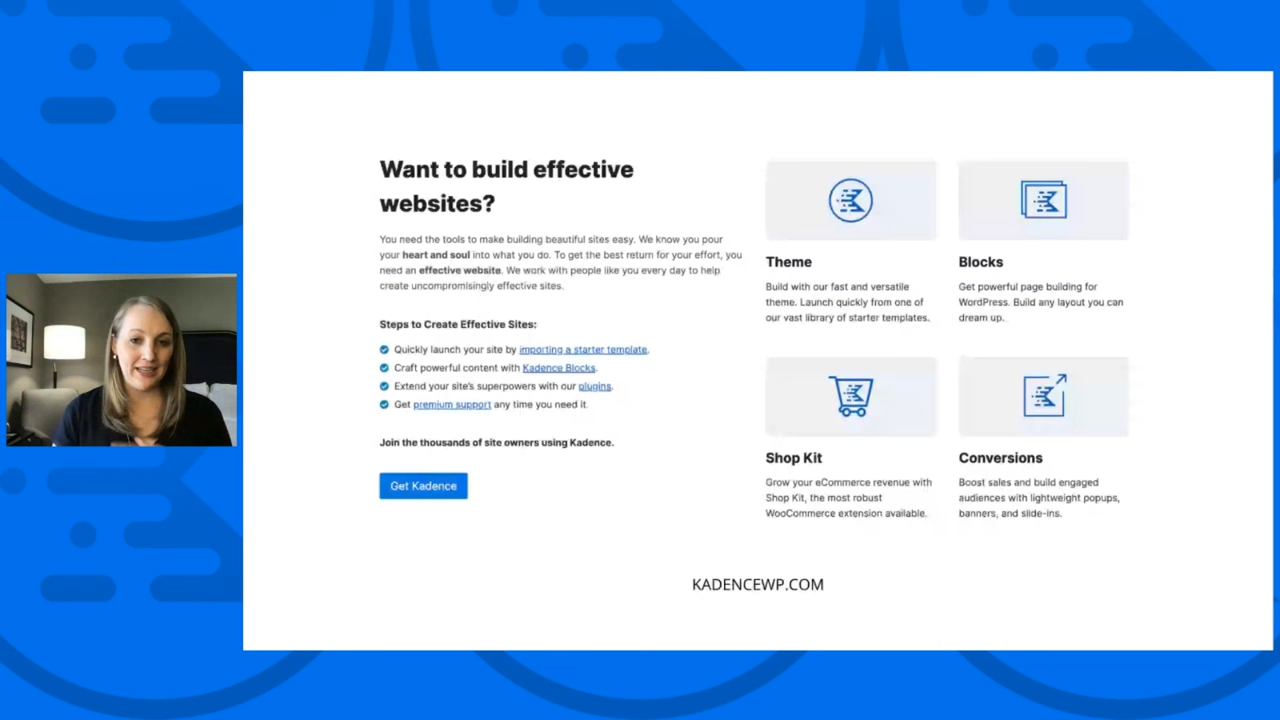 Want to build effective
websites?
You need the tools to make building beautiful sites easy. We know you pour
your heart and soul into what you do. To get the best return for your effort, you
need an effective website. We work with people like you every day to help
create uncompromisingly effective sites.
Steps to Create Effective Sites:
Quickly launch your site by importing a starter template.
Craft powerful content with Kadence Blocks.
Extend your site's superpowers with our plugins.
Get premium support any time you need it.
Join the thousands of site owners using Kadence.
Get Kadence
Theme
Build with our fast and versatile
theme. Launch quickly from one of
our vast library of starter templates.
Blocks
Get powerful page building for
WordPress. Build any layout you can
dream up.
Shop Kit
Grow your eCommerce revenue with
Shop Kit, the most robust
WooCommerce extension available.
Conversions
Boost sales and build engaged
audiences with lightweight popups,
banners, and slide-ins.
KADENCEWP.COM